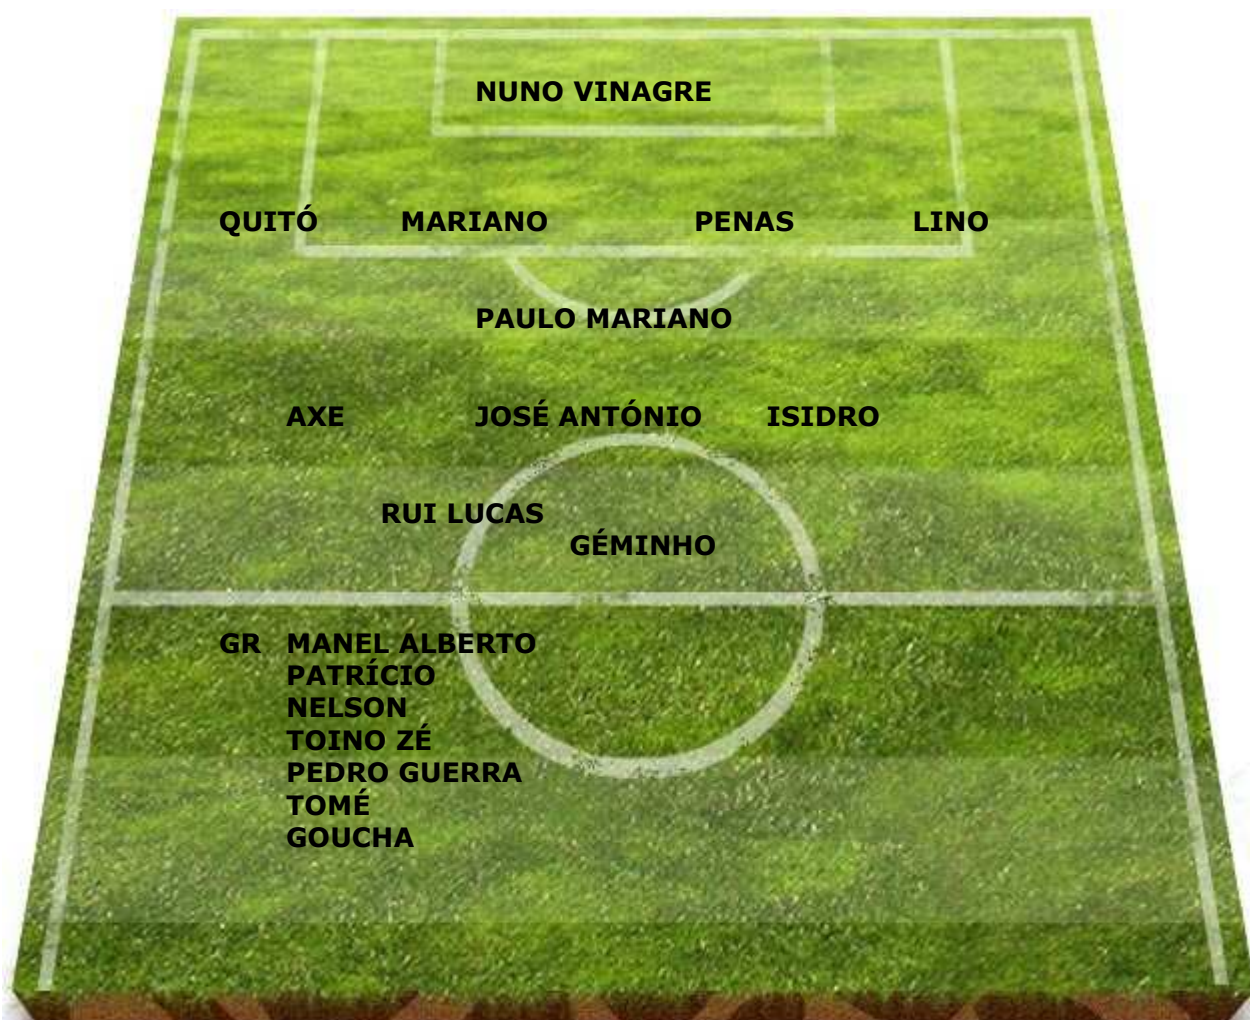 NUNO VINAGRE
QUITÓ MARIANO PENAS LINO
PAULO MARIANO
AXE JOSÉ ANTÓNIO ISIDRO
RUI LUCAS
GÉMINHO
GR MANEL ALBERTO
PATRÍCIO
NELSON
TOINO ZÉ
PEDRO GUERRA
TOMÉ
GOUCHA